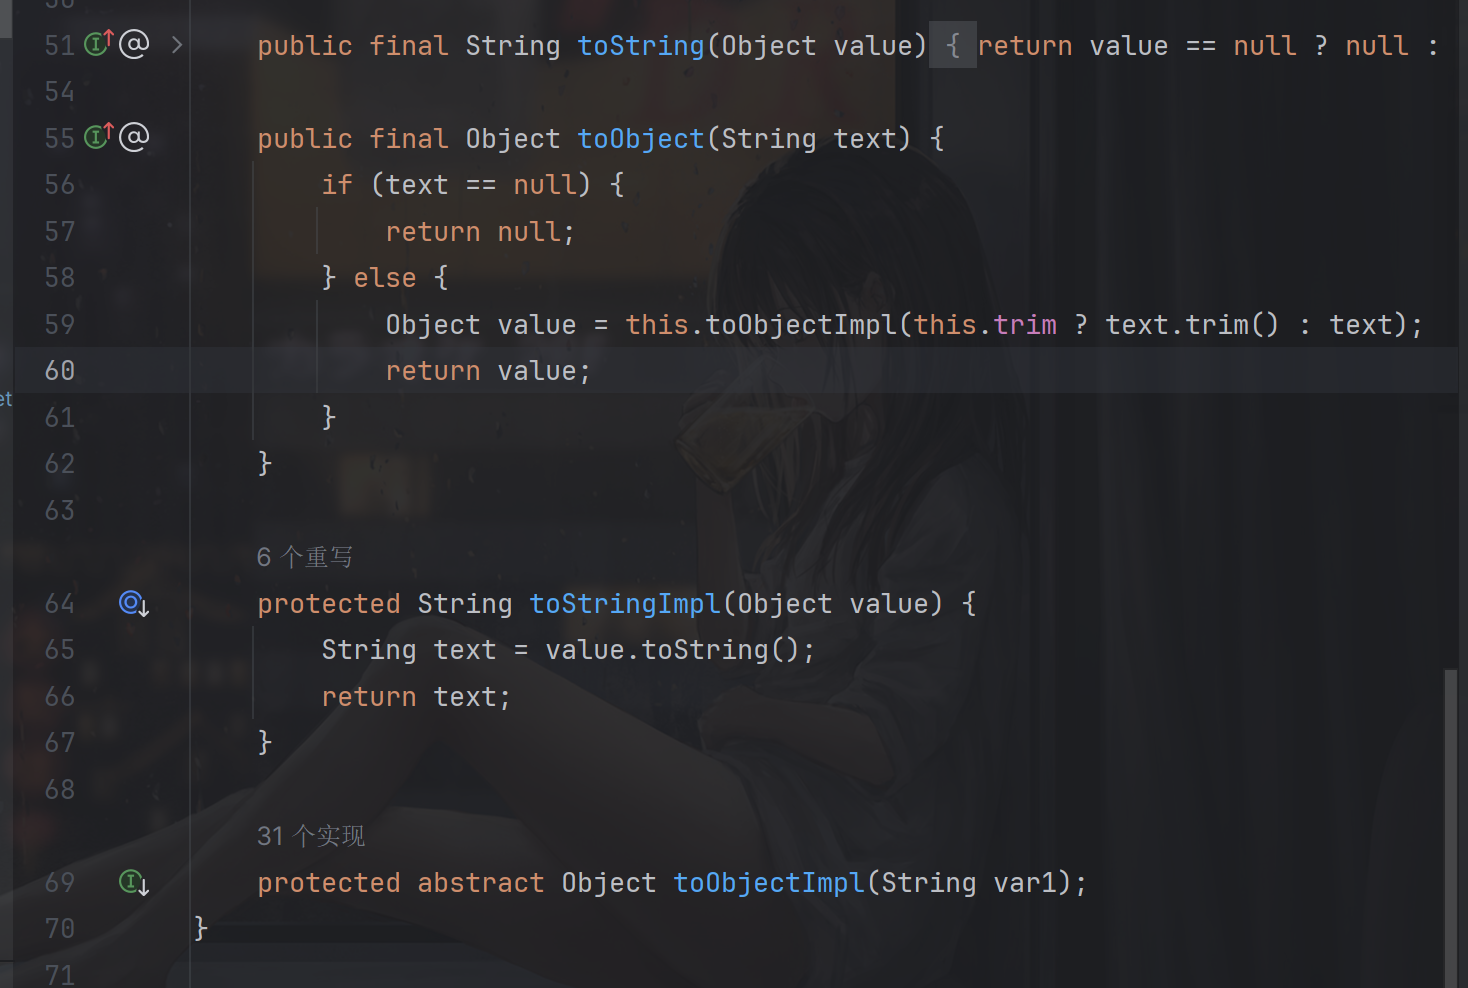 51 public final String toString(Object value) { return value == null ? null :
54
55 public final Object toObject(String text) {
56 if (text == null) {
57 return null;
58 } else {
59 Object value = this.toObjectImpl(this.trim ? text.trim() : text);
60 return value;
et
61 }
62 }
63
6 个重写
64 protected String toStringImpl(Object value) {
65 String text = value.toString();
66 return text;
67 }
68
31 个实现
69 protected abstract Object toObjectImpl(String var1);
70 }
71